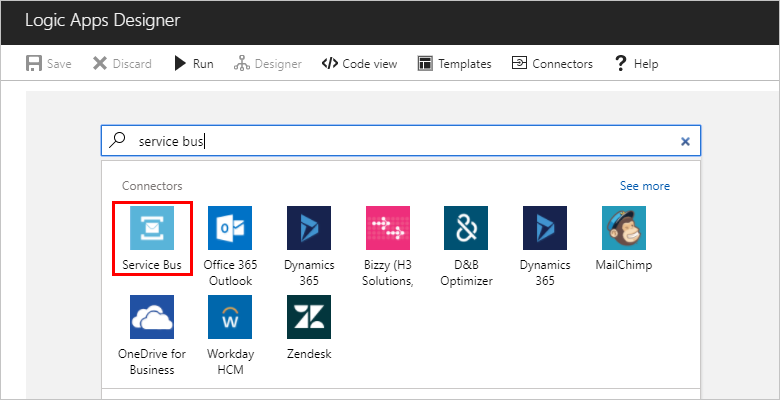 Logic Apps Designer
Save Discard Run Designer </> Code view Templates Connectors ? Help
service bus
Connectors See more
Service Bus Office 365 Dynamics Bizzy (H3 D&B Dynamics MailChimp
Outlook 365 Solutions, Optimizer 365
OneDrive for Workday Zendesk
Business HCM